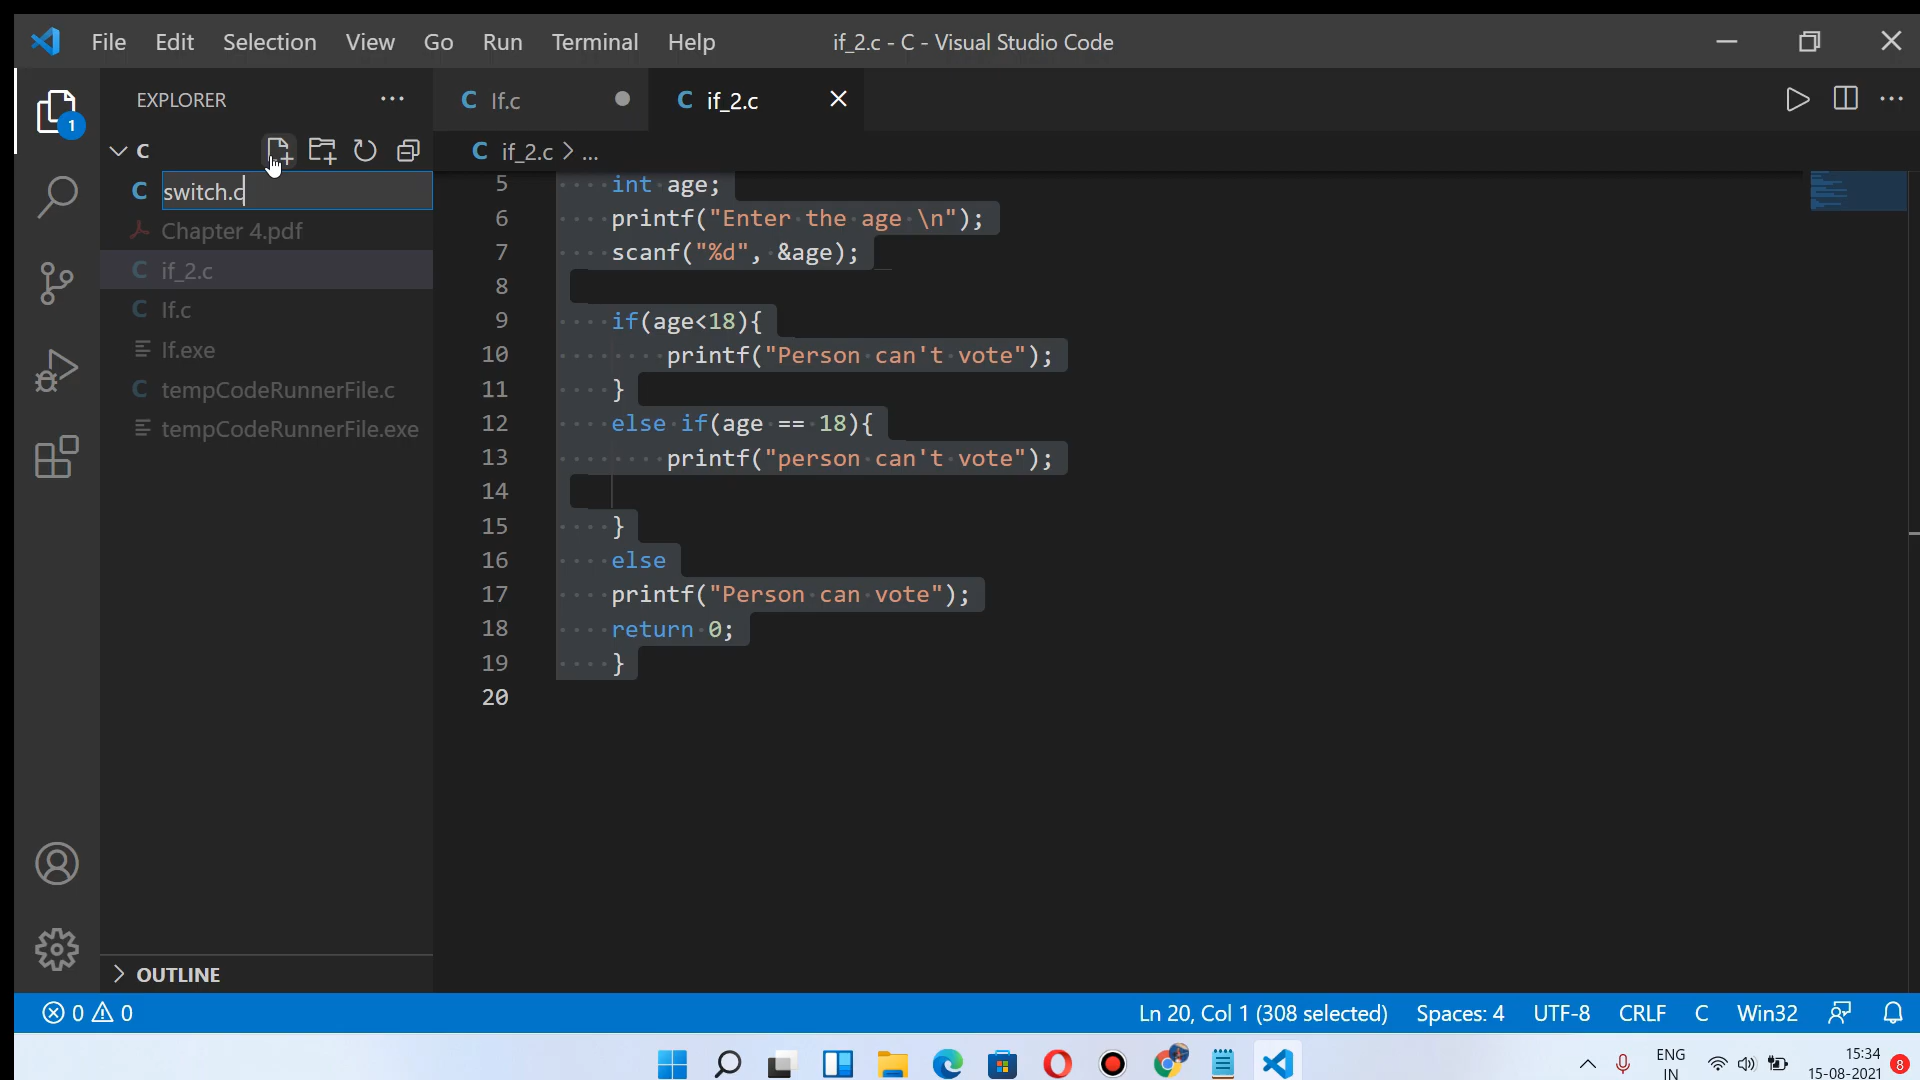 File Edit Selection View Go Run Terminal Help
if_2.c - C - Visual Studio Code
EXPLORER
1
C
switch.c
Chapter 4.pdf
if_2.c
If.c
If.exe
tempCodeRunnerFile.c
tempCodeRunnerFile.exe
OUTLINE
C If.c
C if_2.c
C if_2.c > ...
5 int age;
6 printf("Enter the age \n");
7 scanf("%d", &age);
8
9 if(age<18){
10 printf("Person can't vote");
11 }
12 else if(age == 18){
13 printf("person can't vote");
14
15 }
16 else
17 printf("Person can vote");
18 return 0;
19 }
20
0 0
Ln 20, Col 1 (308 selected) Spaces: 4 UTF-8 CRLF C Win32
ENG
IN
15:34
15-08-2021
8